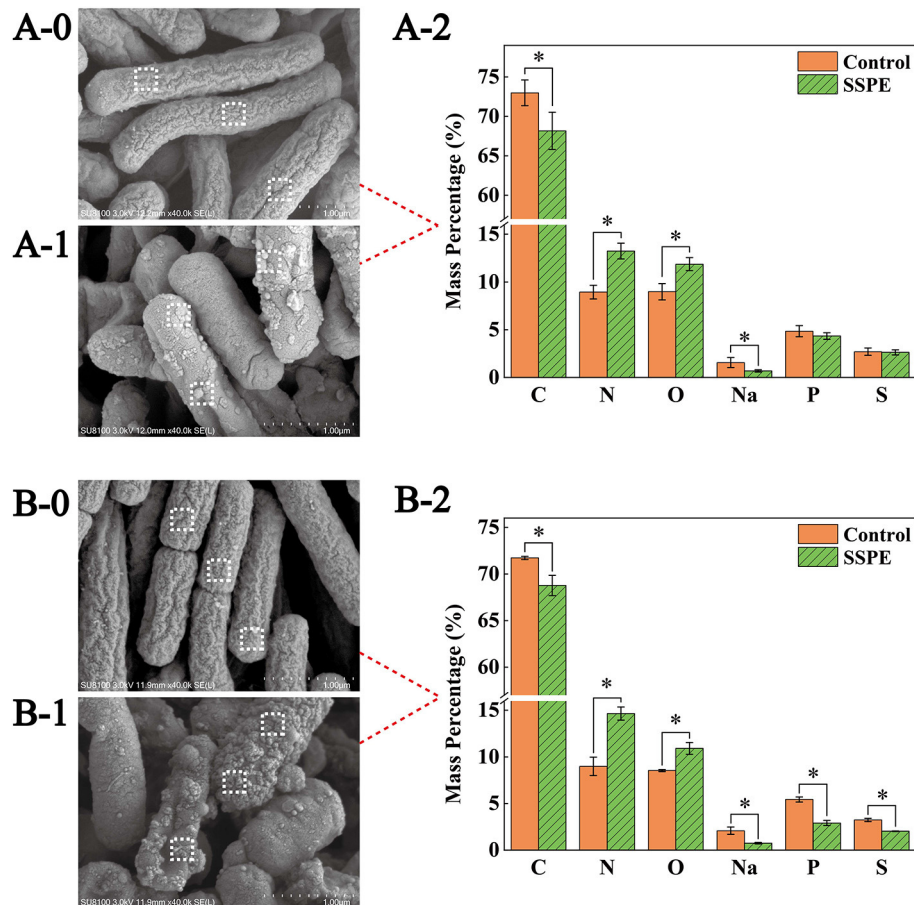 A-0
SU8100 3.0kV 12.2mm x40.0k SE(L)
1.00μm
A-1
SU8100 3.0kV 12.0mm x40.0k SE(L)
1.00μm
A-2
Mass Percentage (%)
75
70
65
60
15
10
5
0
Control
SSPE
*
*
*
*
C N O Na P S
B-0
SU8100 3.0kV 11.9mm x40.0k SE(L)
1.00μm
B-1
SU8100 3.0kV 11.9mm x40.0k SE(L)
1.00μm
B-2
Mass Percentage (%)
75
70
65
60
15
10
5
0
Control
SSPE
*
*
*
*
*
*
C N O Na P S